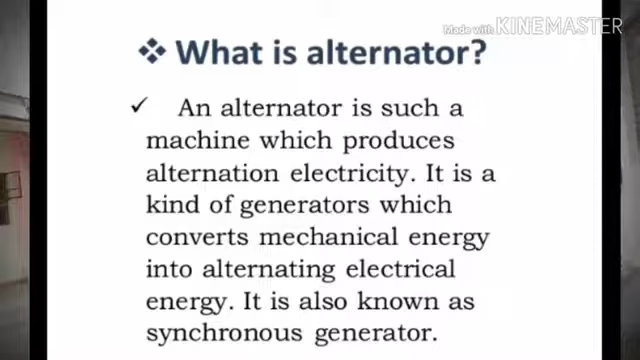 Made with KINEMASTER
❖ What is alternator?
✓ An alternator is such a
machine which produces
alternation electricity. It is a
kind of generators which
converts mechanical energy
into alternating electrical
energy. It is also known as
synchronous generator.